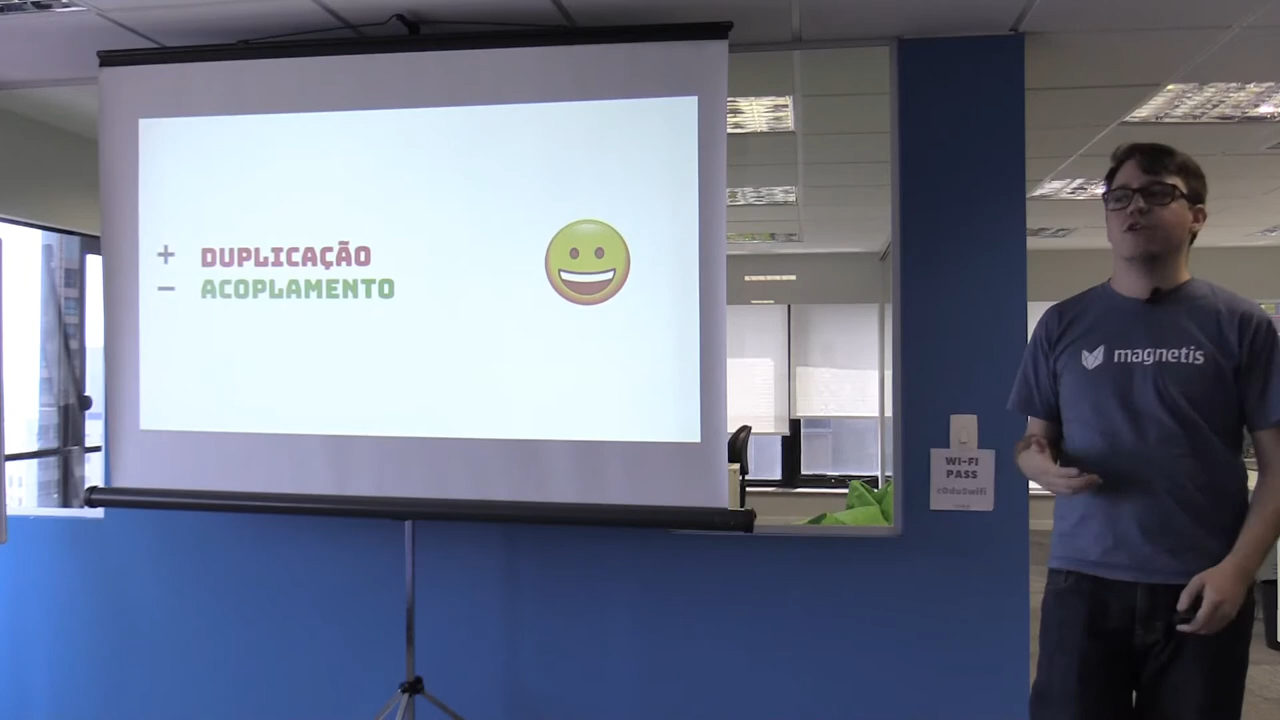 + DUPLICAÇÃO
− ACOPLAMENTO
magnetis
WI-FI
PASS